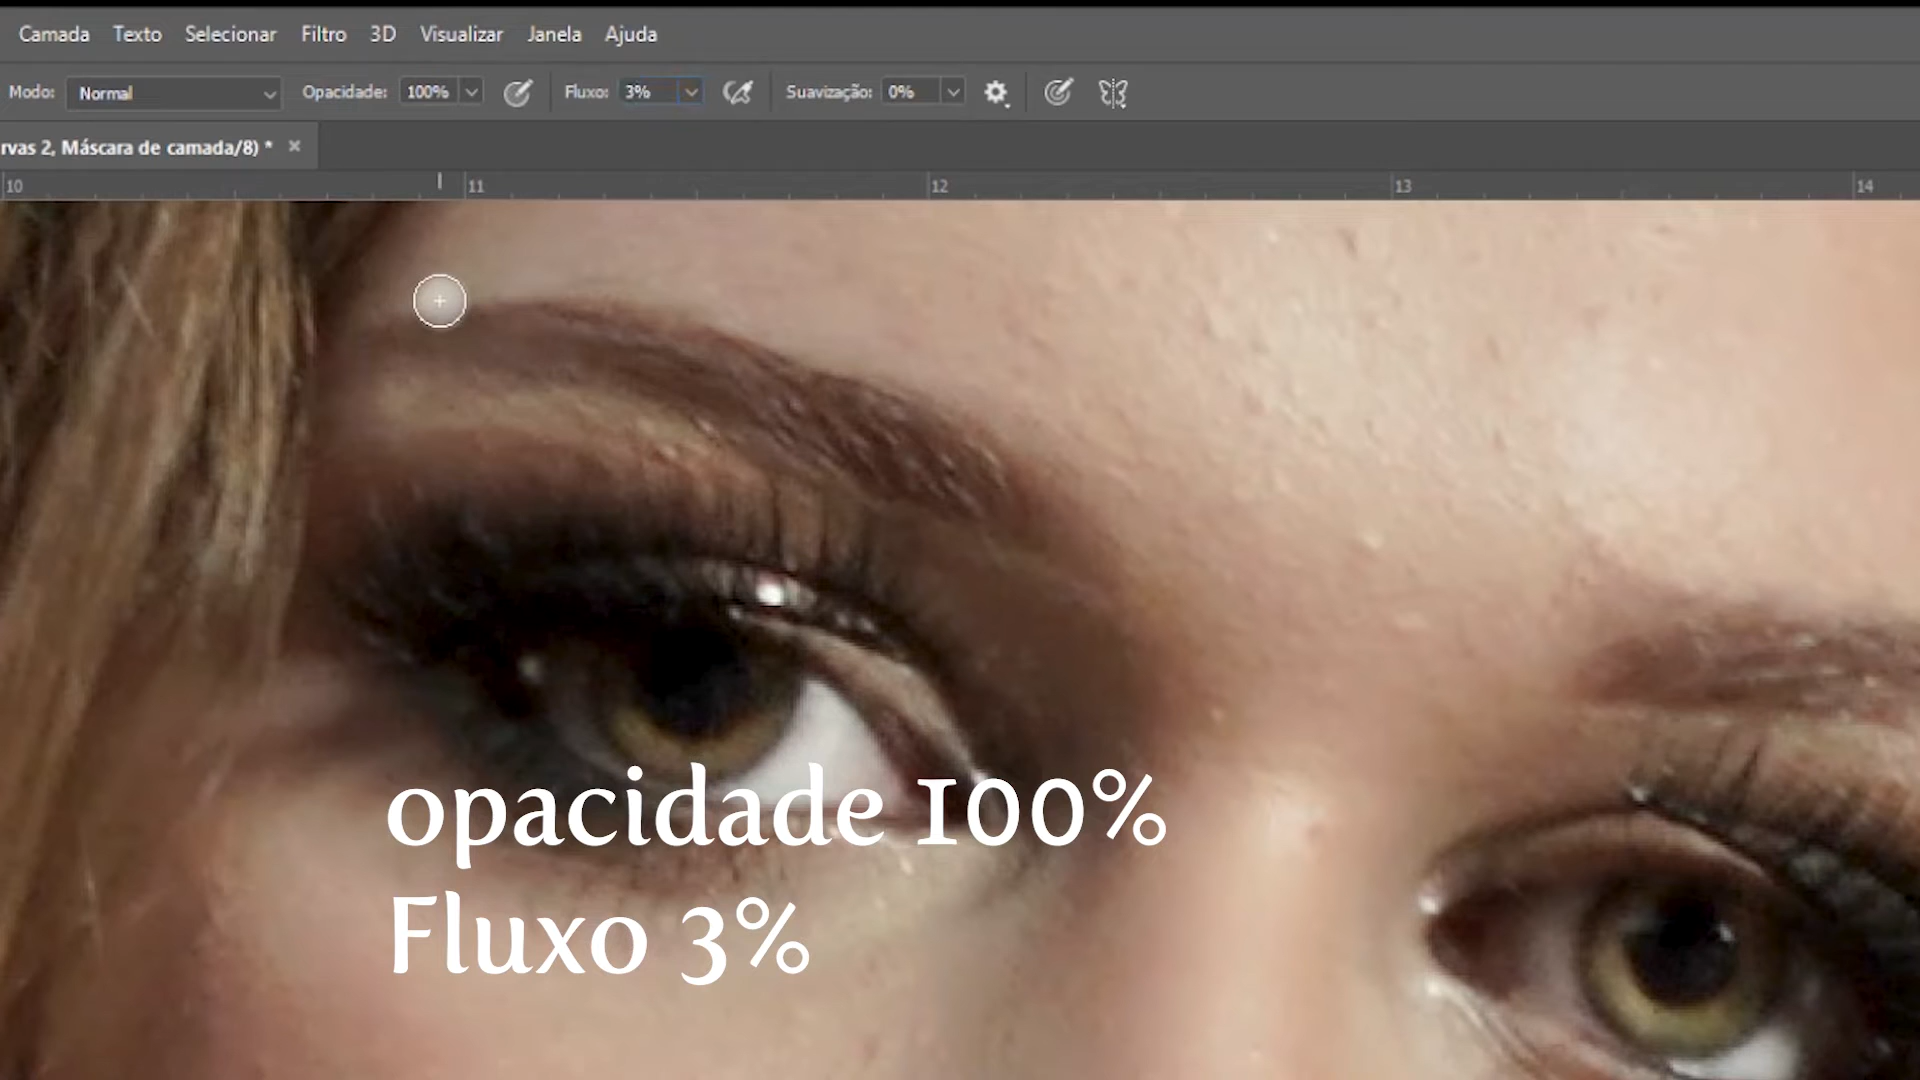 Camada Texto Selecionar Filtro 3D Visualizar Janela Ajuda
Modo: Normal Opacidade: 100% Fluxo: 3% Suavização: 0%
rvas 2, Máscara de camada/8) * ×
10 11 12 13 14
opacidade 100%
Fluxo 3%